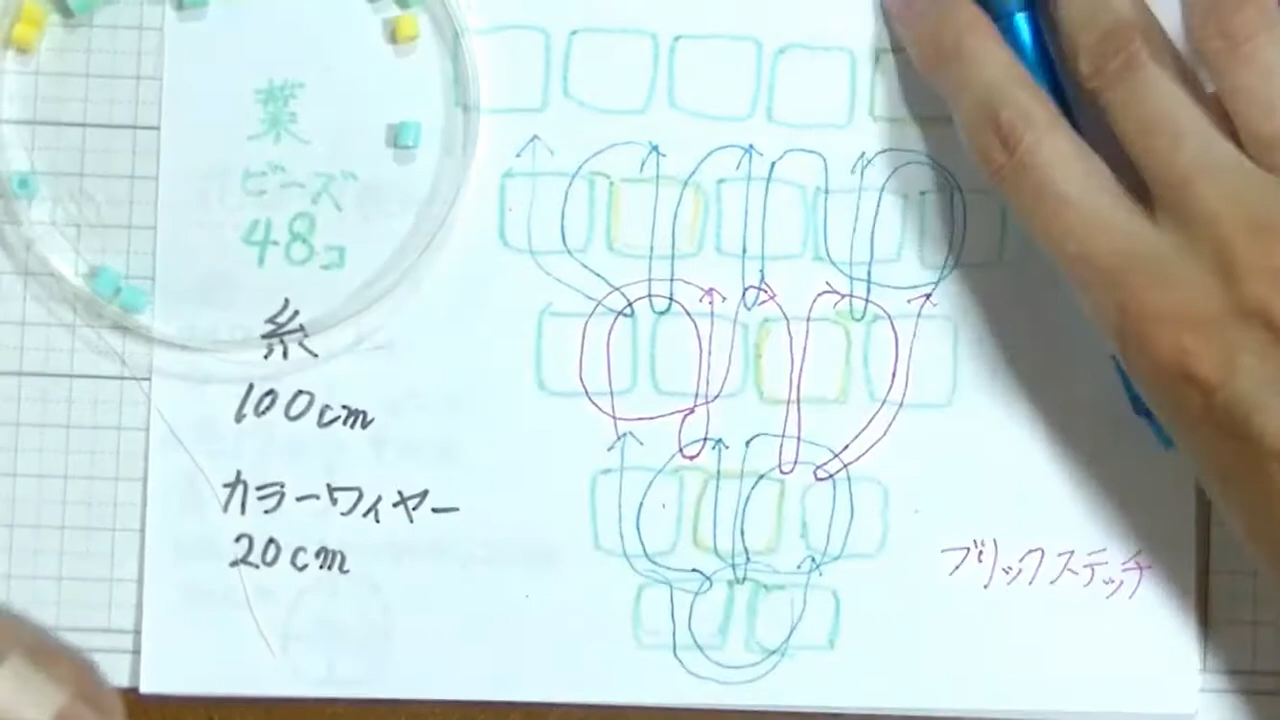 葉
ビーズ
48コ
糸
100cm
カラーワイヤー
20cm
ブリックステッチ